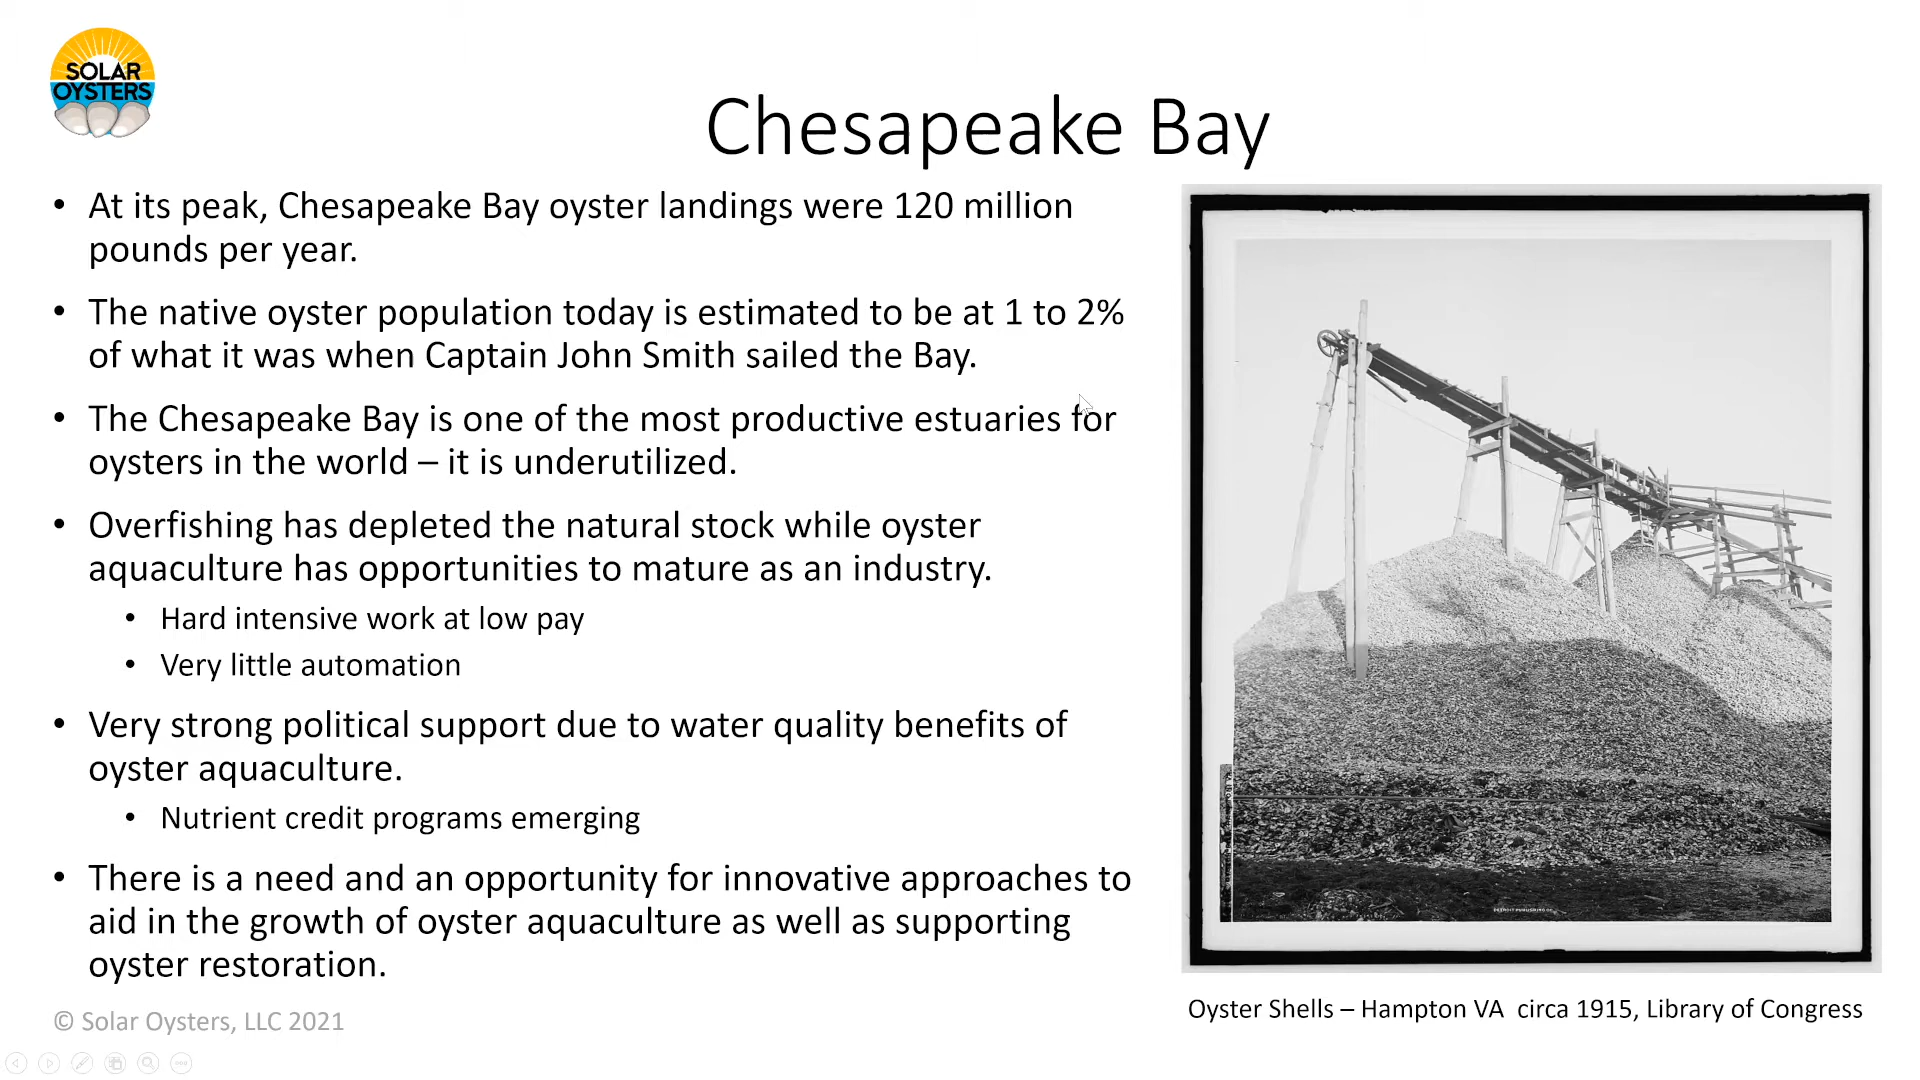 SOLAR
OYSTERS
Chesapeake Bay
• At its peak, Chesapeake Bay oyster landings were 120 million
pounds per year.
• The native oyster population today is estimated to be at 1 to 2%
of what it was when Captain John Smith sailed the Bay.
• The Chesapeake Bay is one of the most productive estuaries for
oysters in the world – it is underutilized.
• Overfishing has depleted the natural stock while oyster
aquaculture has opportunities to mature as an industry.
• Hard intensive work at low pay
• Very little automation
• Very strong political support due to water quality benefits of
oyster aquaculture.
• Nutrient credit programs emerging
• There is a need and an opportunity for innovative approaches to
aid in the growth of oyster aquaculture as well as supporting
oyster restoration.
DETROIT PUBLISHING CO.
Oyster Shells – Hampton VA  circa 1915, Library of Congress
© Solar Oysters, LLC 2021